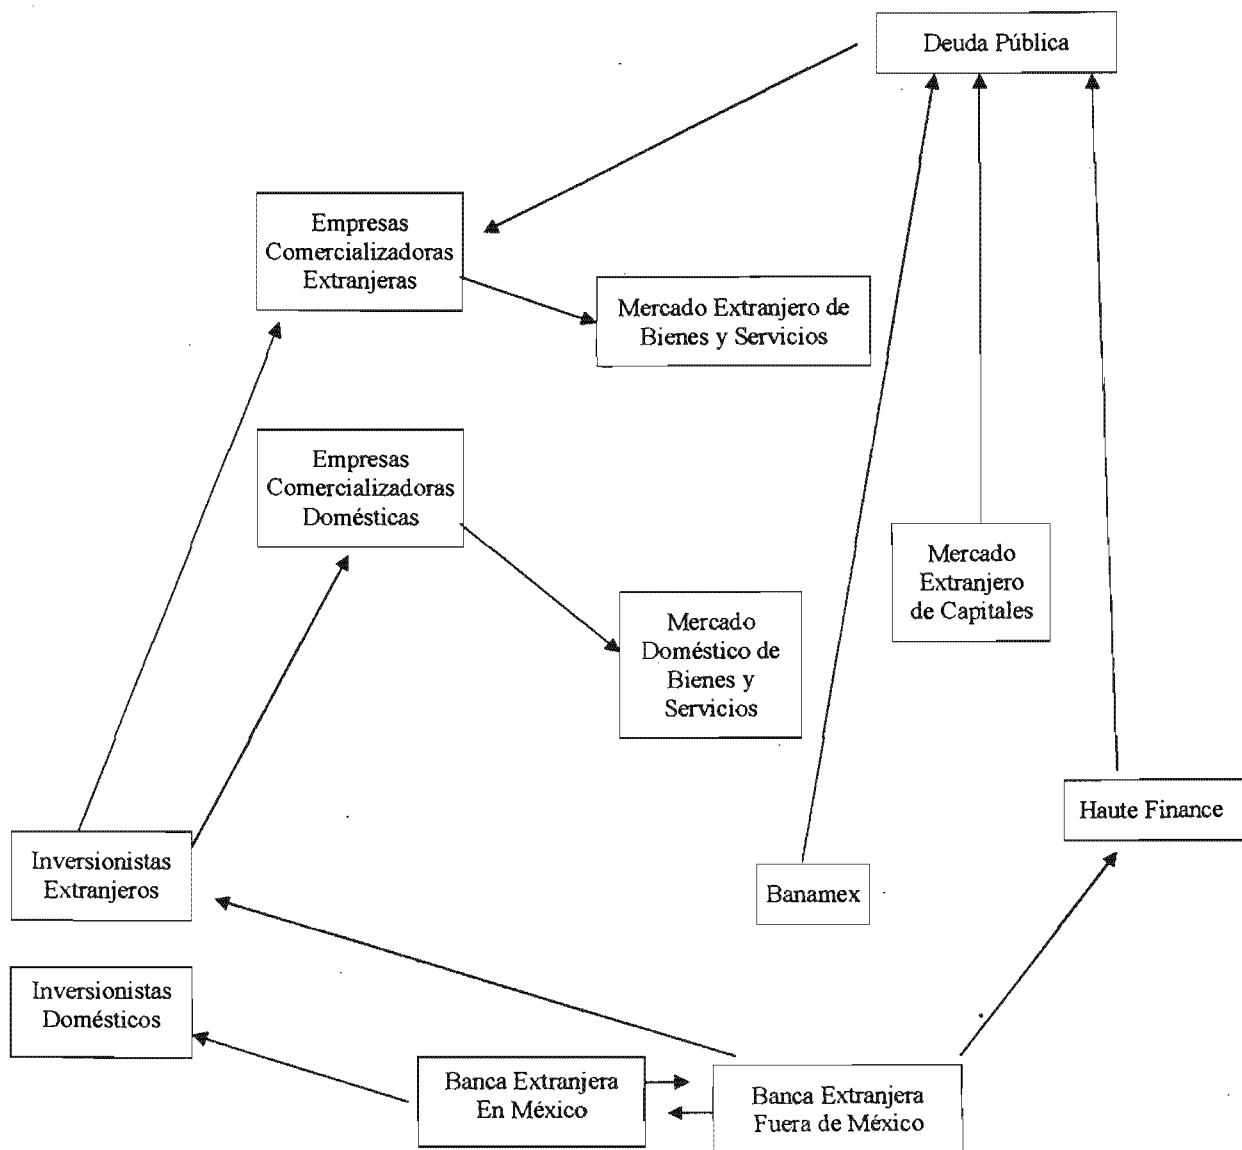 Deuda Pública
Empresas
Comercializadoras
Extranjeras
Mercado Extranjero de
Bienes y Servicios
Empresas
Comercializadoras
Domésticas
Mercado
Extranjero
de Capitales
Mercado
Doméstico de
Bienes y
Servicios
Haute Finance
Inversionistas
Extranjeros
Banamex
Inversionistas
Domésticos
Banca Extranjera
En México
Banca Extranjera
Fuera de México